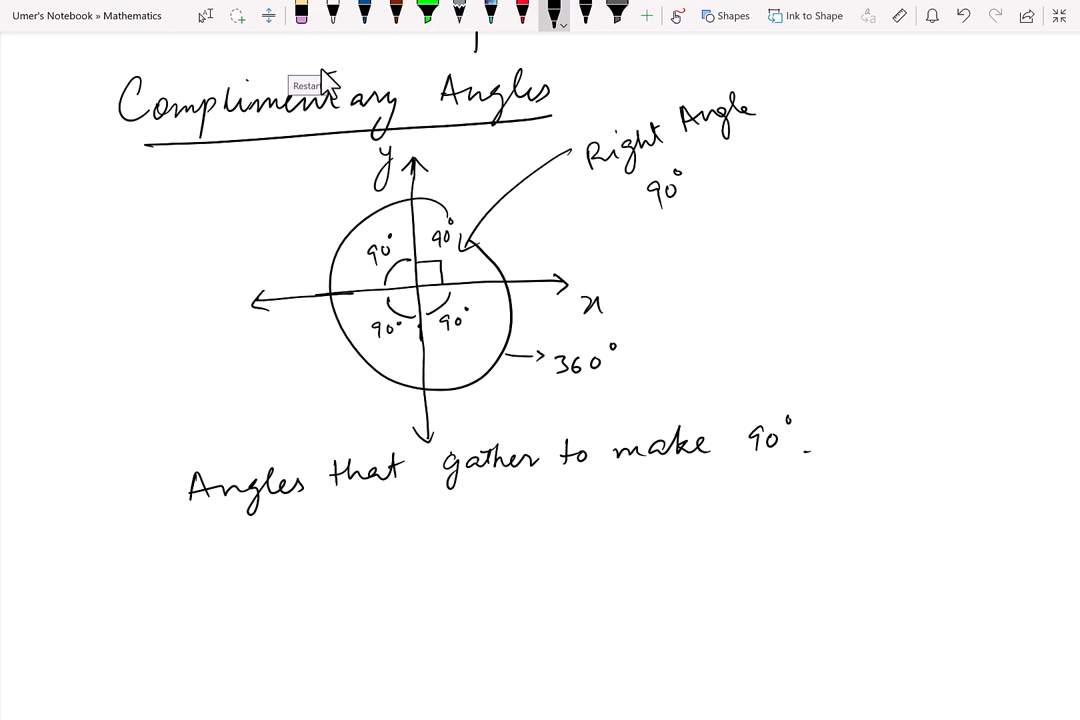 Umer's Notebook » Mathematics
Shapes
Ink to Shape
Complimentary Angles
Restart
Right Angle
90°
y
90° 90°
x
90° 90°
360°
Angles that gather to make 90°.